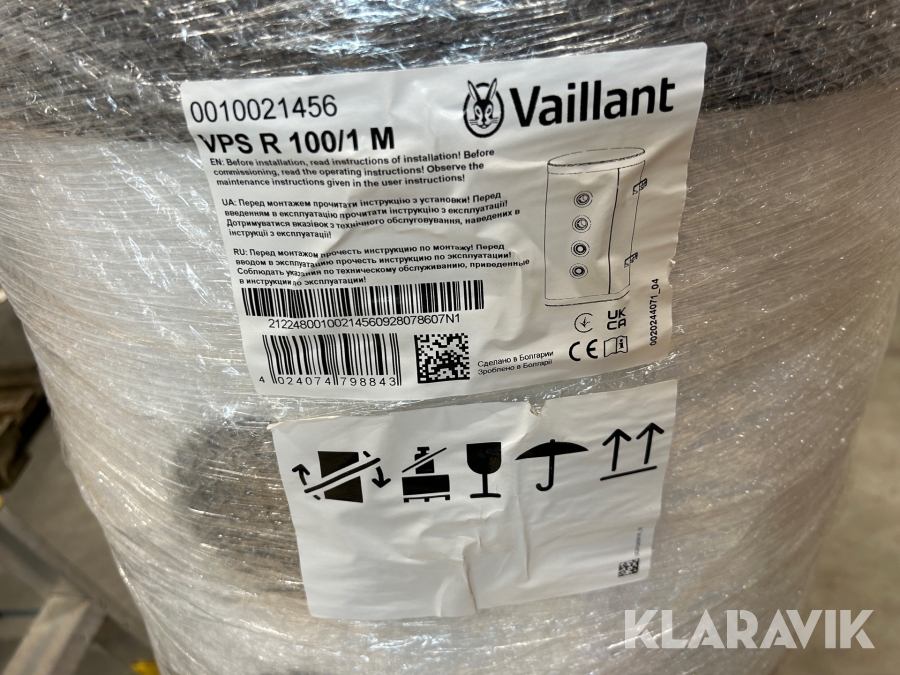 0010021456
Vaillant
VPS R 100/1 M
EN: Before installation, read instructions of installation! Before
commissioning, read the operating instructions! Observe the
maintenance instructions given in the user instructions!
UA: Перед монтажем прочитати інструкцію з установки! Перед
введенням в експлуатацію прочитати інструкцію з експлуатації!
Дотримуватися вказівок з технічного обслуговування, наведених в
інструкції з експлуатації!
RU: Перед монтажом прочесть инструкцию по монтажу! Перед
вводом в эксплуатацию прочесть инструкцию по эксплуатации!
Соблюдать указания по техническому обслуживанию, приведенные
в инструкции по эксплуатации!
21224800100214560928078607N1
4 024074 798843
Сделано в Болгарии
Зроблено в Болгарії
UK
CA
CE
0020244071_04
KLARAVIK